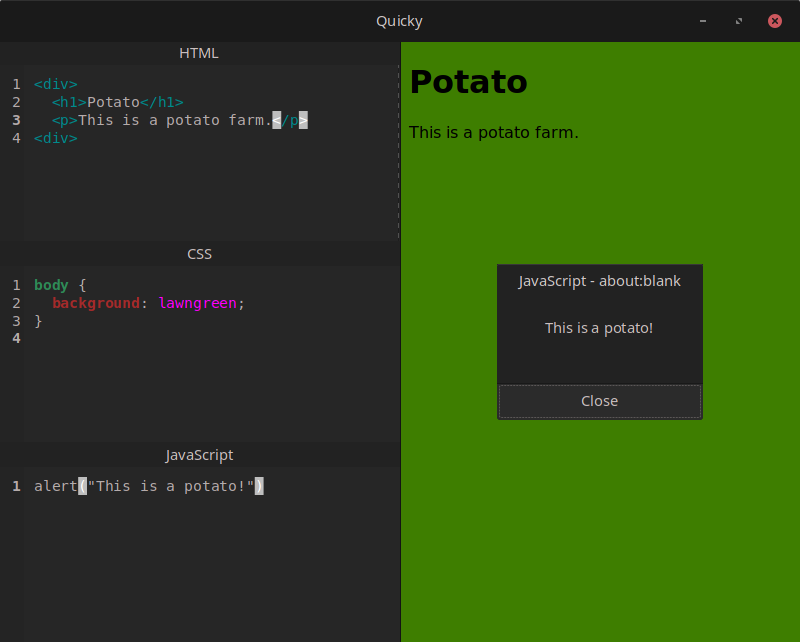 Quicky
HTML
1 <div>
2   <h1>Potato</h1>
3   <p>This is a potato farm.</p>
4 <div>
CSS
1 body {
2   background: lawngreen;
3 }
4
JavaScript
1 alert("This is a potato!")
Potato
This is a potato farm.
JavaScript - about:blank
This is a potato!
Close